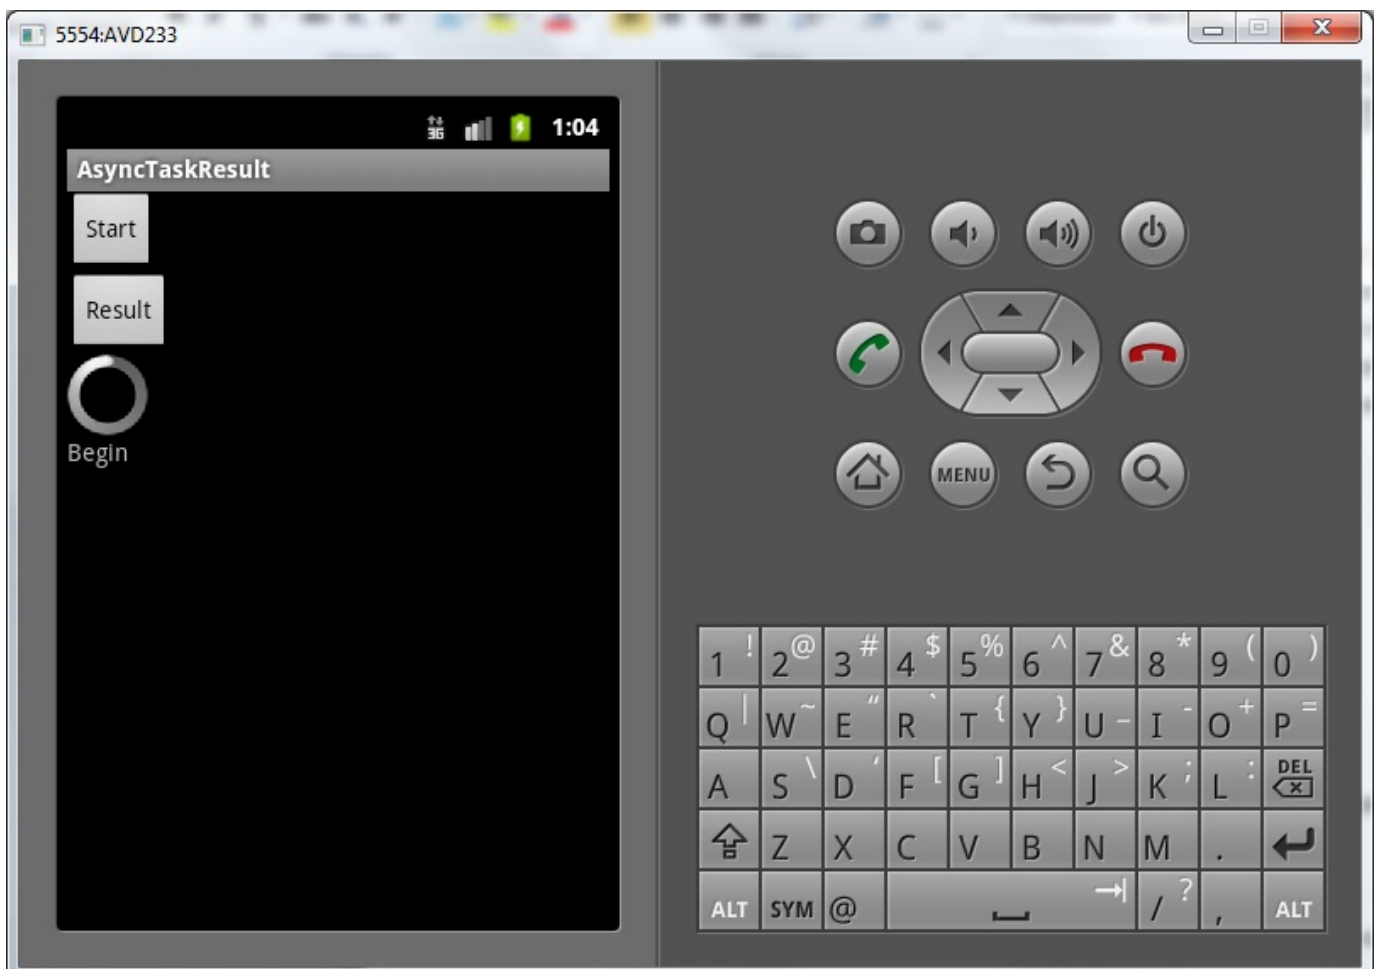 5554:AVD233
3G 1:04
AsyncTaskResult
Start
Result
Begin
MENU
1 ! 2 @ 3 # 4 $ 5 % 6 ^ 7 & 8 * 9 ( 0 )
Q | W ~ E " R ` T { Y } U _ I - O + P =
A S \ D ' F [ G ] H < J > K ; L : DEL
Z X C V B N M .
ALT SYM @ / ? , ALT